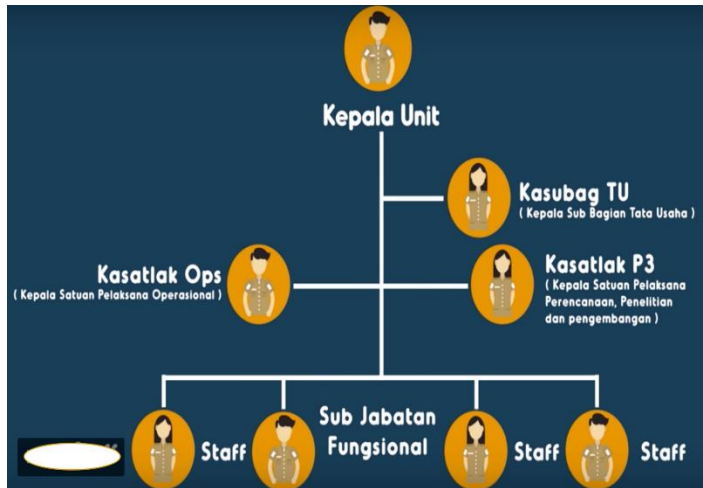 Kepala Unit
Kasubag TU
( Kepala Sub Bagian Tata Usaha )
Kasatlak Ops
( Kepala Satuan Pelaksana Operasional )
Kasatlak P3
( Kepala Satuan Pelaksana
Perencanaan, Penelitian
dan pengembangan )
Staff
Sub Jabatan
Fungsional
Staff
Staff